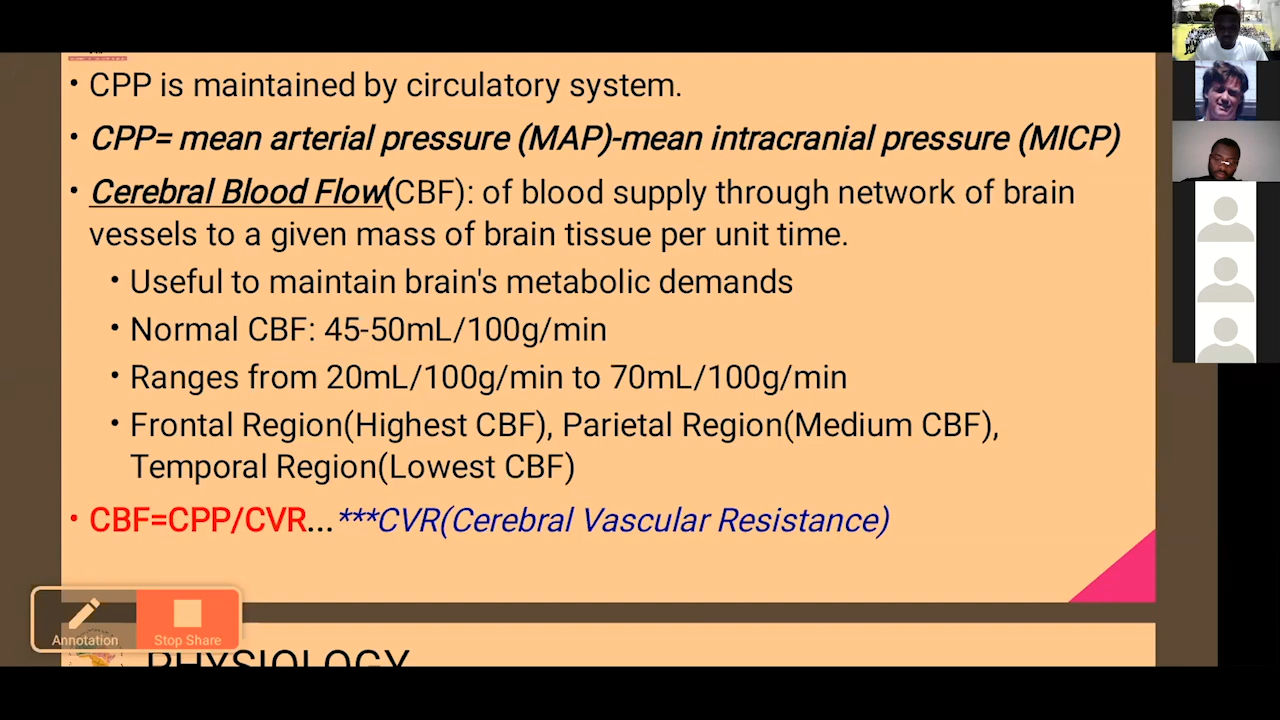 • CPP is maintained by circulatory system.
• CPP= mean arterial pressure (MAP)-mean intracranial pressure (MICP)
• Cerebral Blood Flow(CBF): of blood supply through network of brain
vessels to a given mass of brain tissue per unit time.
• Useful to maintain brain's metabolic demands
• Normal CBF: 45-50mL/100g/min
• Ranges from 20mL/100g/min to 70mL/100g/min
• Frontal Region(Highest CBF), Parietal Region(Medium CBF),
Temporal Region(Lowest CBF)
• CBF=CPP/CVR...***CVR(Cerebral Vascular Resistance)
Annotation
Stop Share
PHYSIOLOGY